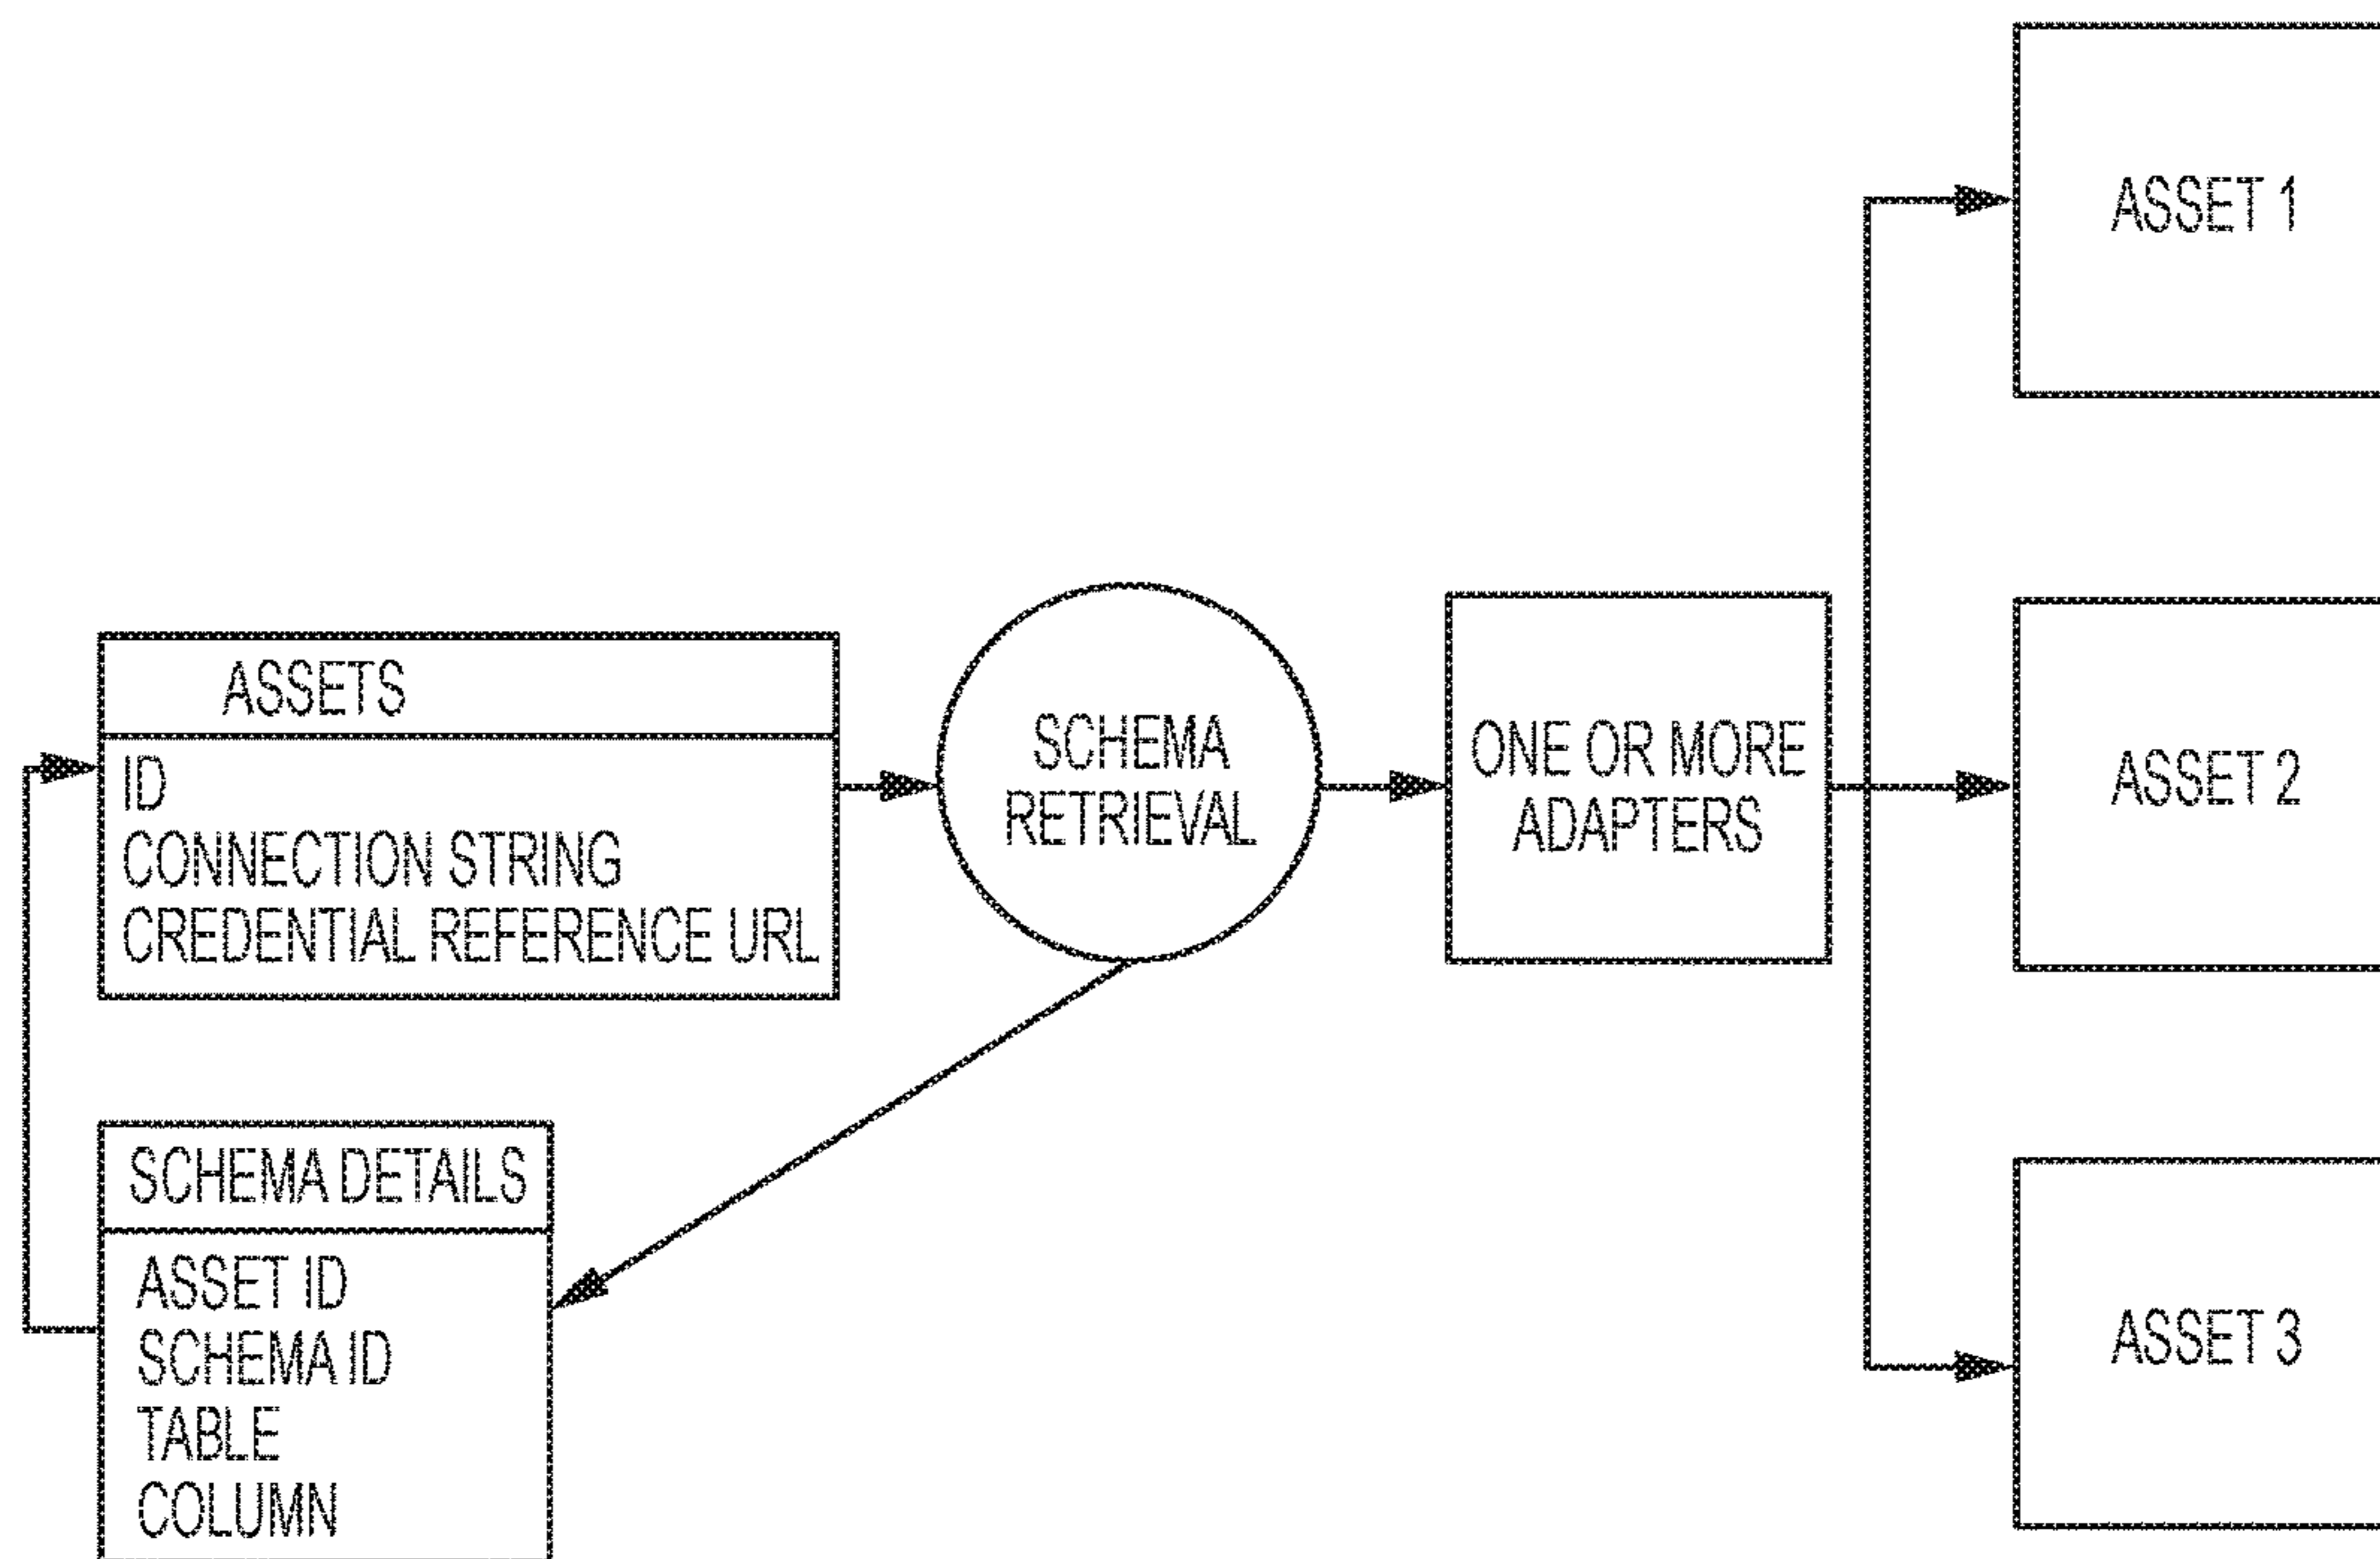 ASSETS
ID
CONNECTION STRING
CREDENTIAL REFERENCE URL
SCHEMA DETAILS
ASSET ID
SCHEMA ID
TABLE
COLUMN
SCHEMA
RETRIEVAL
ONE OR MORE
ADAPTERS
ASSET 1
ASSET 2
ASSET 3